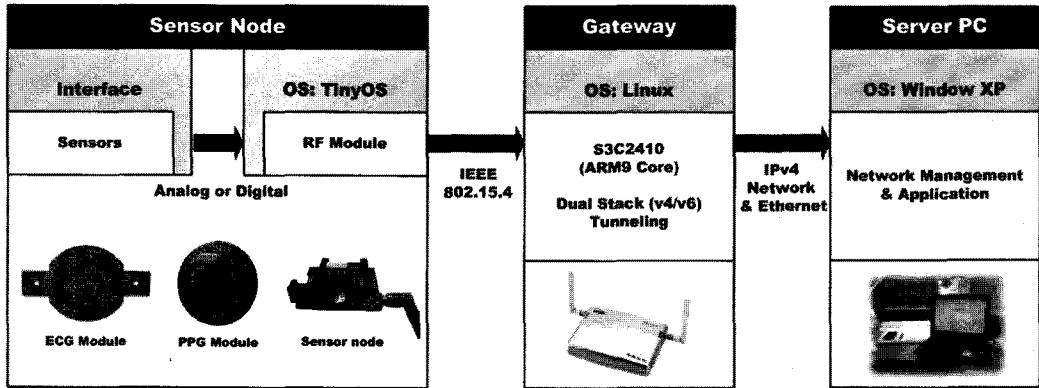 Sensor Node
Interface
OS: TinyOS
Sensors
RF Module
Analog or Digital
ECG Module
PPG Module
Sensor node
IEEE
802.15.4
Gateway
OS: Linux
S3C2410
(ARM9 Core)
Dual Stack (v4/v6)
Tunneling
IPv4
Network
& Ethernet
Server PC
OS: Window XP
Network Management
& Application